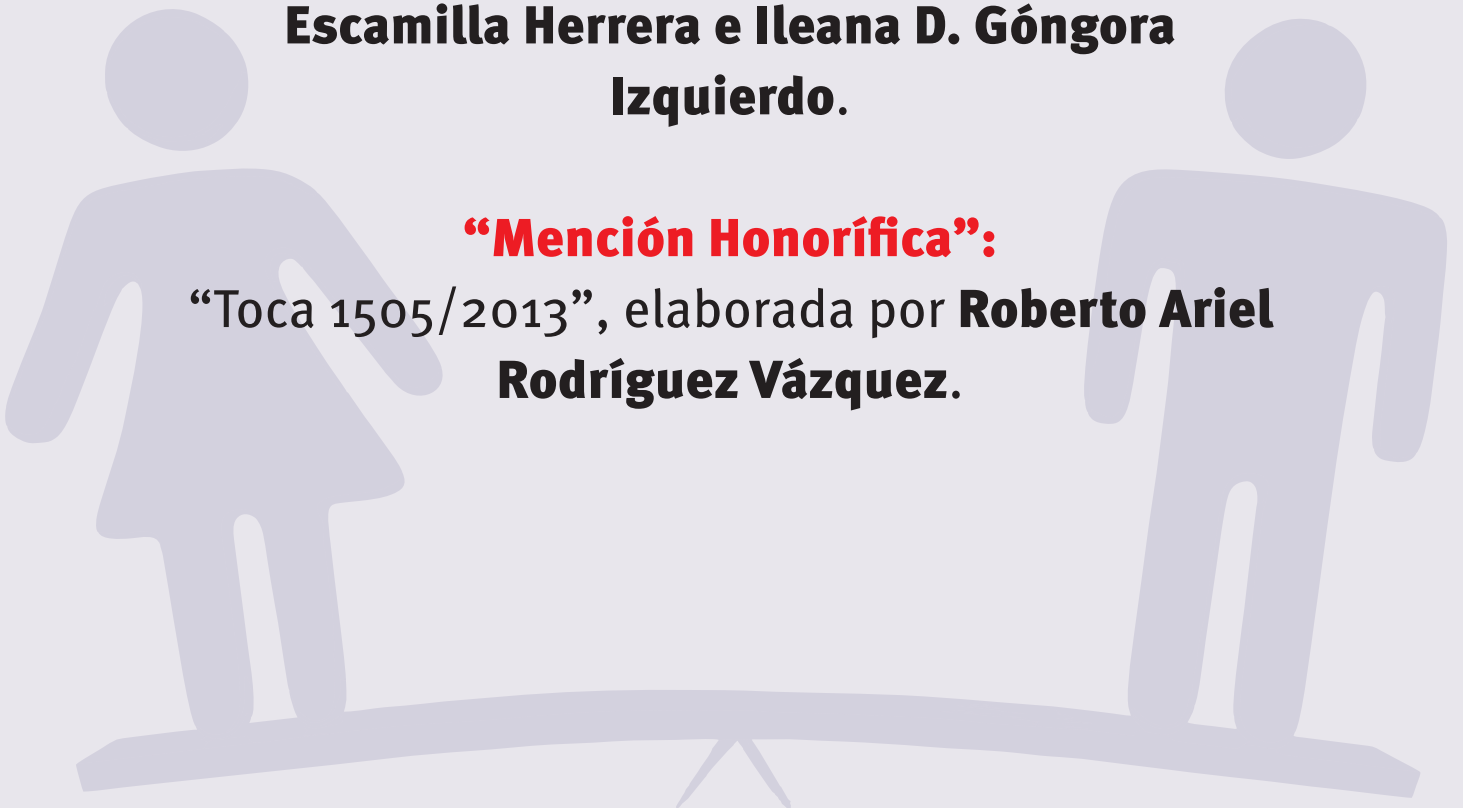 Escamilla Herrera e Ileana D. Góngora
Izquierdo.
“Mención Honorífica”:
“Toca 1505/2013”, elaborada por Roberto Ariel
Rodríguez Vázquez.